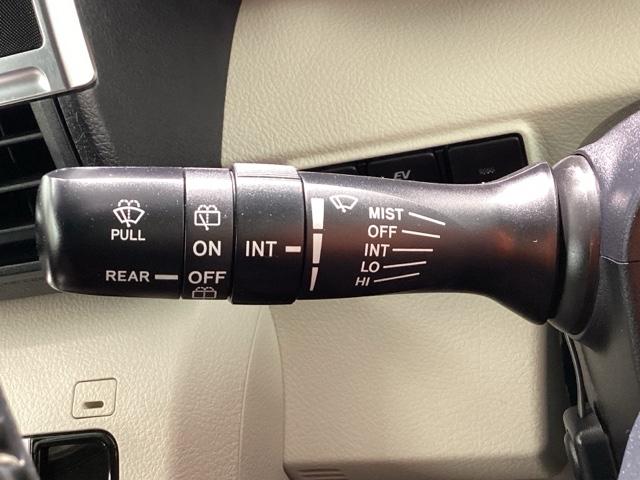 PULL
REAR
ON
OFF
INT
MIST
OFF
INT
LO
HI
EV